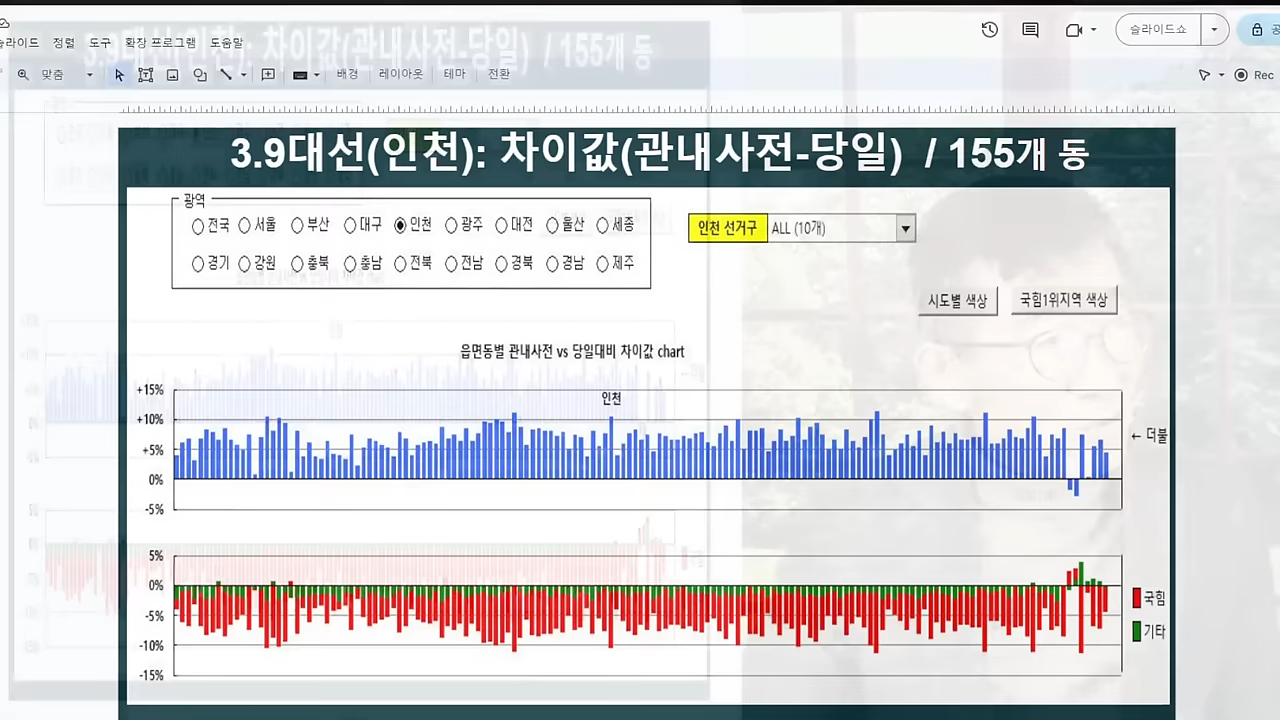 슬라이드 정렬 도구 확장 프로그램 도움말
슬라이드쇼
맞춤 배경 레이아웃 테마 전환 Rec
3.9대선(인천): 차이값(관내사전-당일) / 155개 동
광역
전국 서울 부산 대구 인천 광주 대전 울산 세종
경기 강원 충북 충남 전북 전남 경북 경남 제주
인천 선거구 ALL (10개)
시도별 색상 국힘1위지역 색상
읍면동별 관내사전 vs 당일대비 차이값 chart
인천
+15%
+10%
+5%
0%
-5%
← 더불
5%
0%
-5%
-10%
-15%
국힘
기타